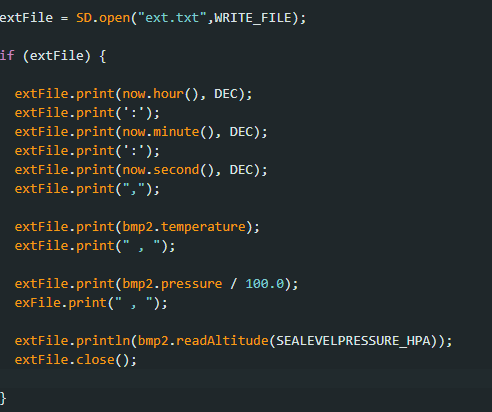 extFile = SD.open("ext.txt",WRITE_FILE);
if (extFile) {
extFile.print(now.hour(), DEC);
extFile.print(':');
extFile.print(now.minute(), DEC);
extFile.print(':');
extFile.print(now.second(), DEC);
extFile.print(",");
extFile.print(bmp2.temperature);
extFile.print(" , ");
extFile.print(bmp2.pressure / 100.0);
exFile.print(" , ");
extFile.println(bmp2.readAltitude(SEALEVELPRESSURE_HPA));
extFile.close();
}